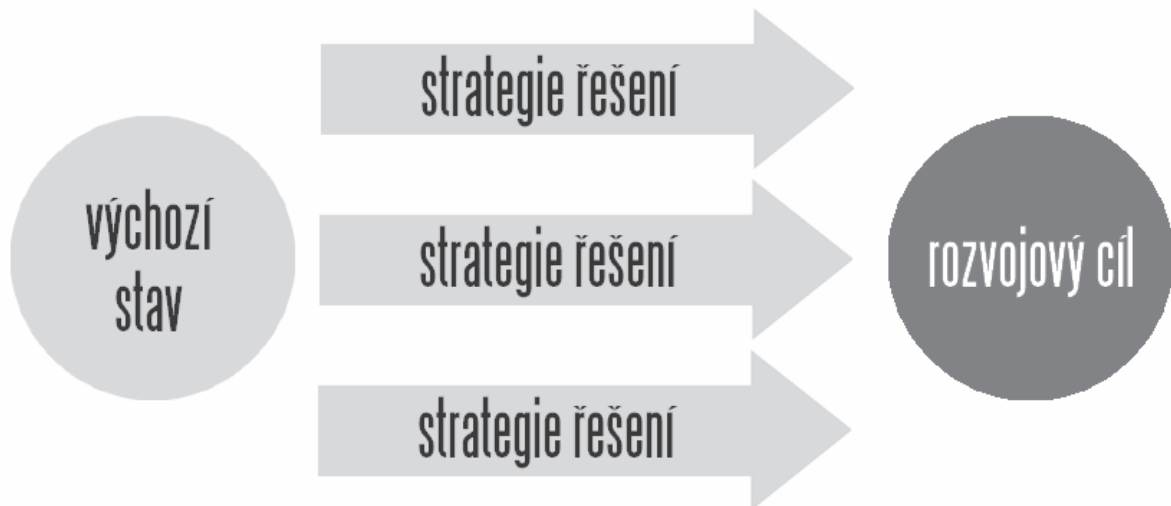 výchozí
stav
strategie řešení
strategie řešení
strategie řešení
rozvojový cíl